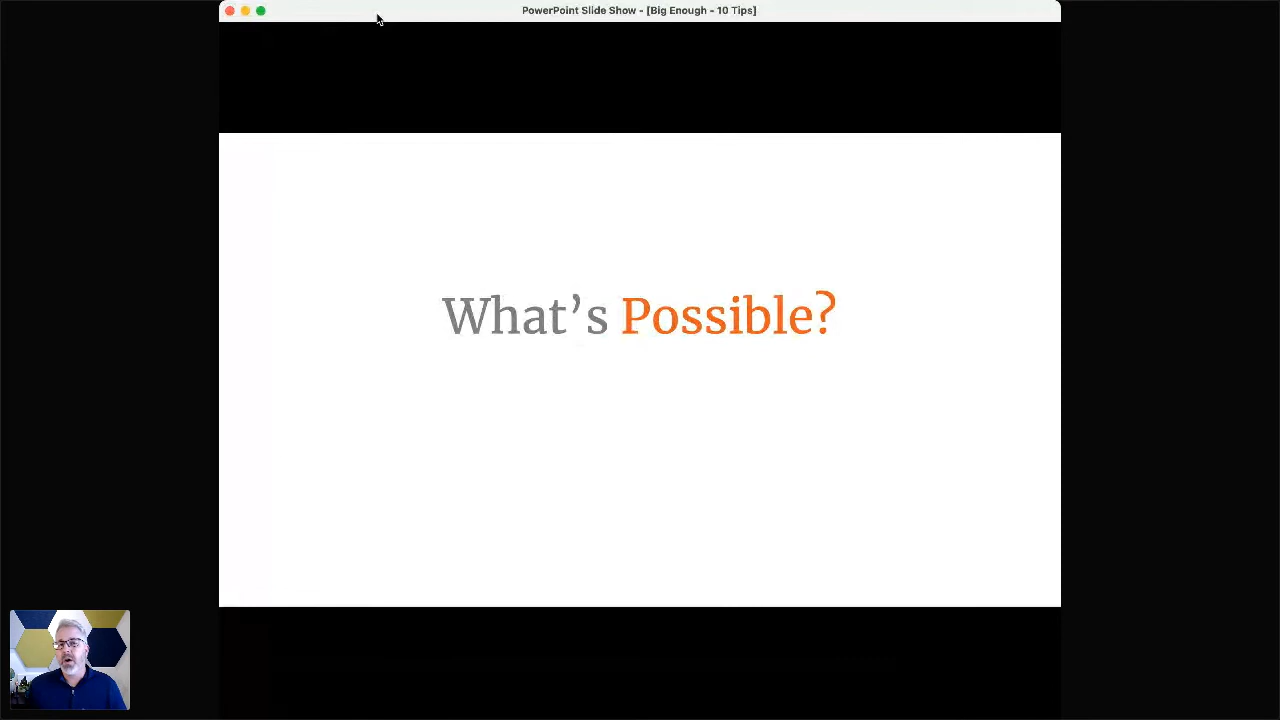 PowerPoint Slide Show - [Big Enough - 10 Tips]
What’s Possible?